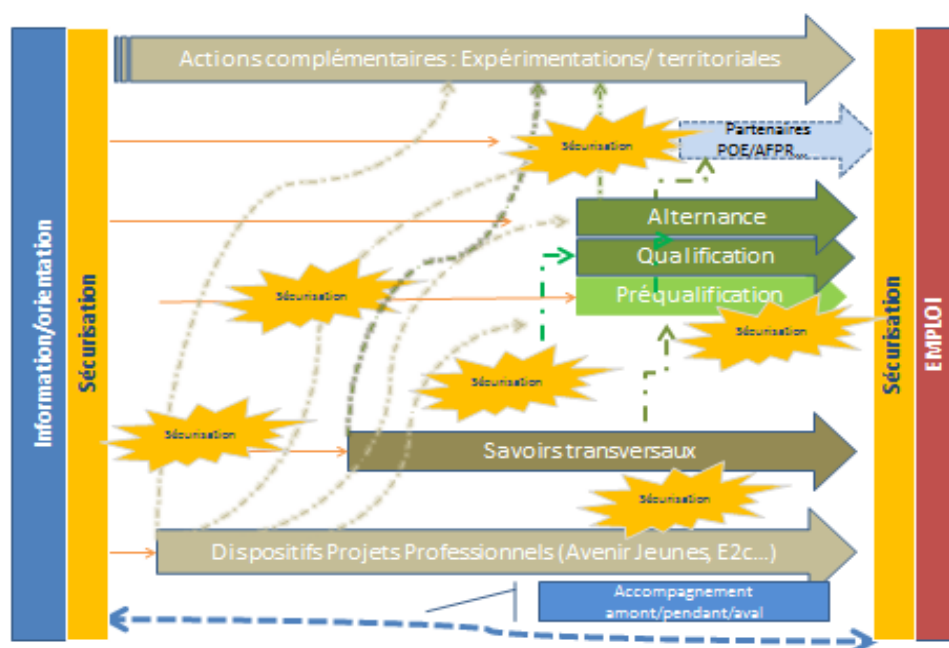 Actions complémentaires : Expérimentations/ territoriales
Partenaires
POE/AFPR...
Sécurisation
Alternance
Qualification
Préqualification
Sécurisation
Sécurisation
Sécurisation
Sécurisation
Savoirs transversaux
Sécurisation
Dispositifs Projets Professionnels (Avenir Jeunes, E2c...)
Accompagnement
amont/pendant/aval
Information/orientation
Sécurisation
Sécurisation
EMPLOI